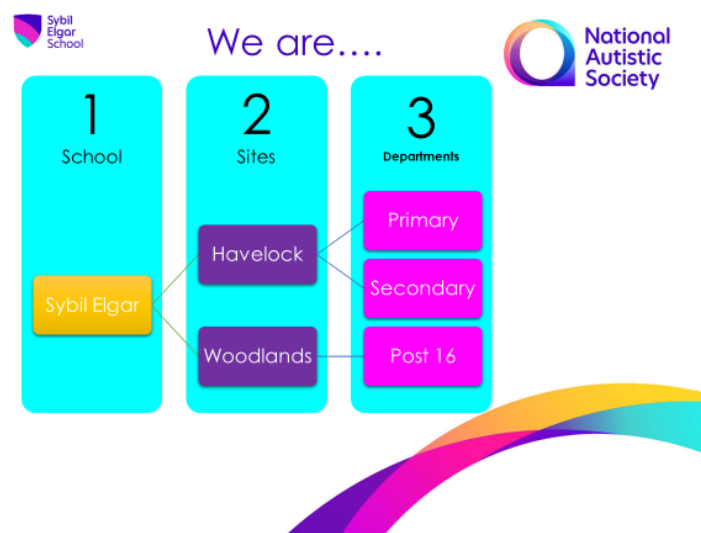 Sybil
Elgar
School
We are....
National
Autistic
Society
1
School
2
Sites
3
Departments
Sybil Elgar
Havelock
Woodlands
Primary
Secondary
Post 16